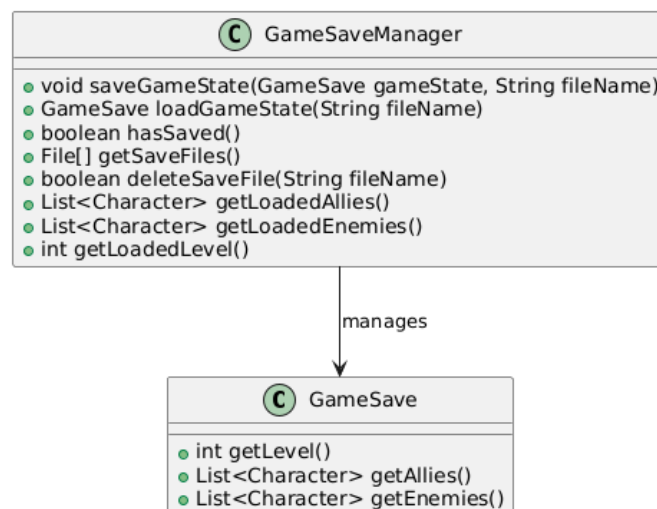 C GameSaveManager
void saveGameState(GameSave gameState, String fileName)
GameSave loadGameState(String fileName)
boolean hasSaved()
File[] getSaveFiles()
boolean deleteSaveFile(String fileName)
List<Character> getLoadedAllies()
List<Character> getLoadedEnemies()
int getLoadedLevel()
manages
C GameSave
int getLevel()
List<Character> getAllies()
List<Character> getEnemies()